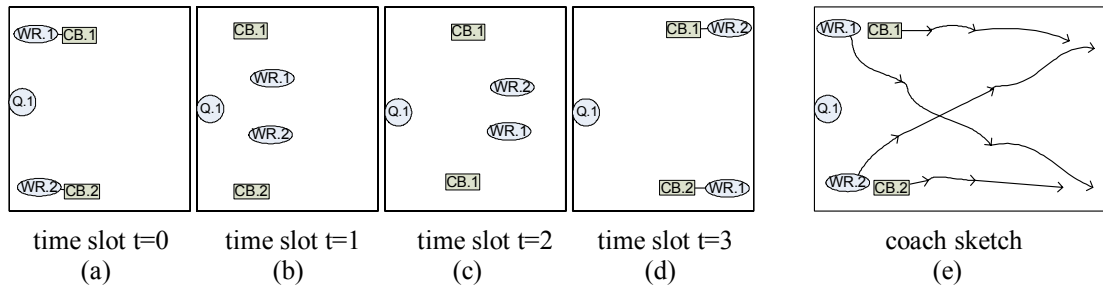 WR.1 CB.1
Q.1
WR.2 CB.2
CB.1
WR.1
Q.1
WR.2
CB.2
CB.1
WR.2
Q.1
WR.1
CB.1
CB.1 WR.2
Q.1
CB.2 WR.1
WR.1 CB.1
Q.1
WR.2 CB.2
time slot t=0
time slot t=1
time slot t=2
time slot t=3
coach sketch
(a)
(b)
(c)
(d)
(e)